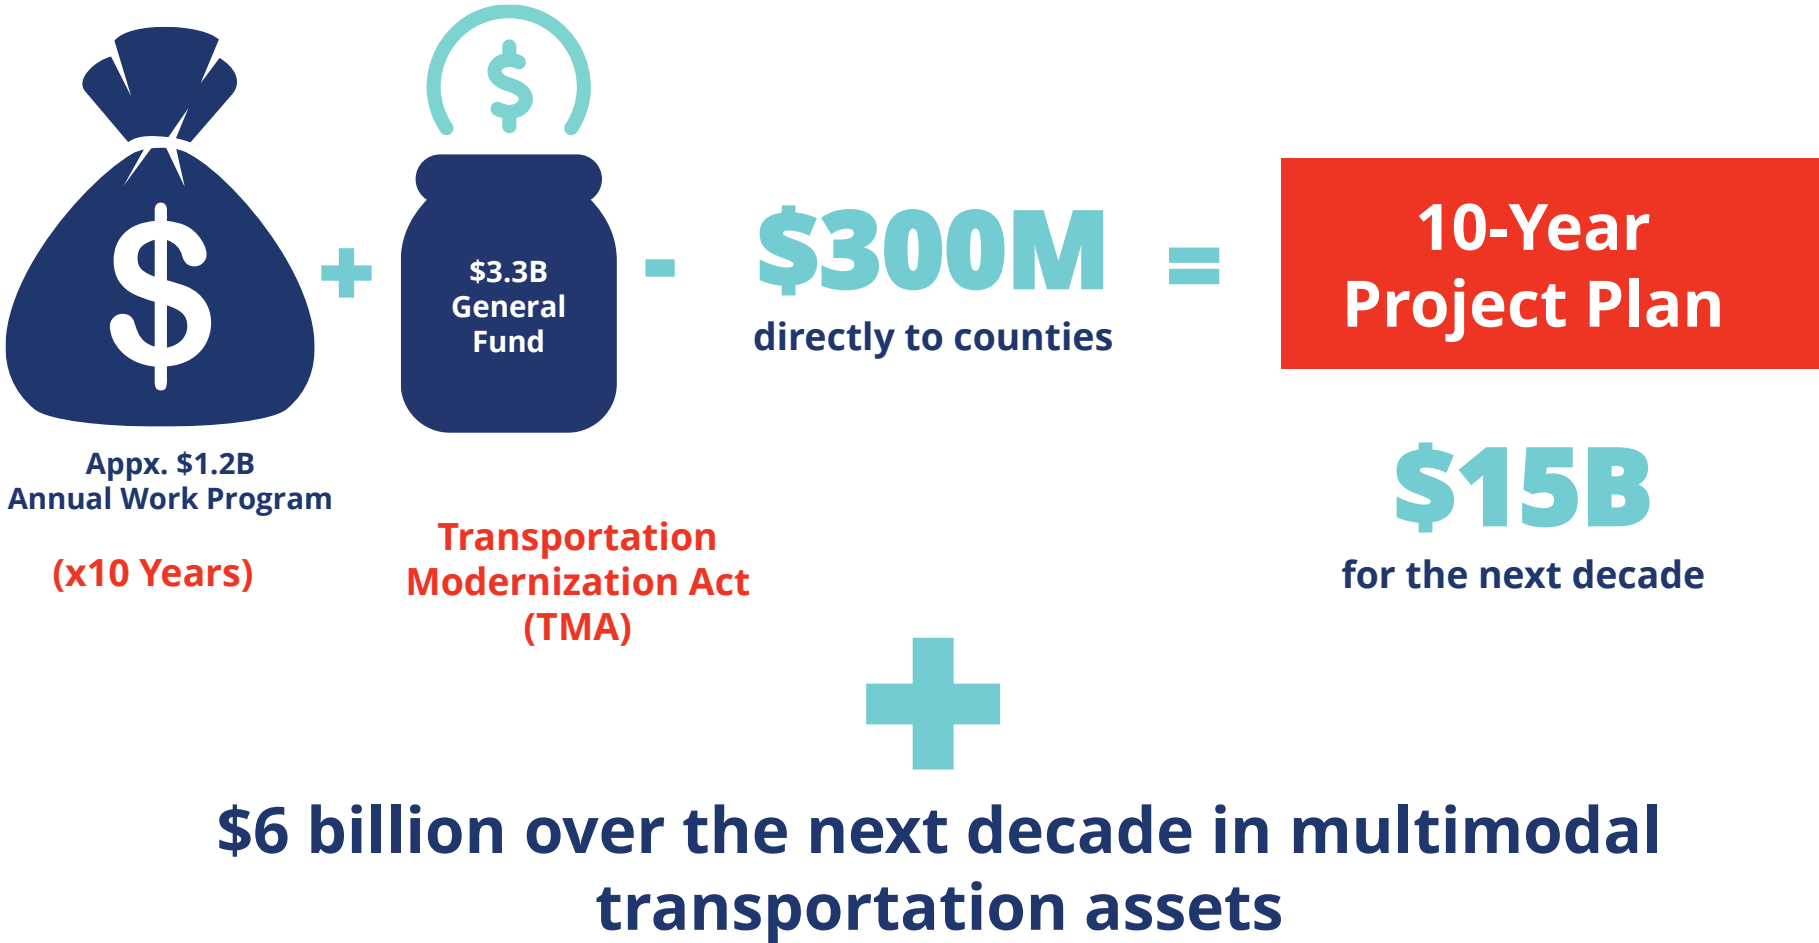 $
Appx. $1.2B
Annual Work Program
(x10 Years)
+
$
$3.3B
General
Fund
Transportation
Modernization Act
(TMA)
-
$300M
directly to counties
=
10-Year
Project Plan
$15B
for the next decade
+
$6 billion over the next decade in multimodal
transportation assets